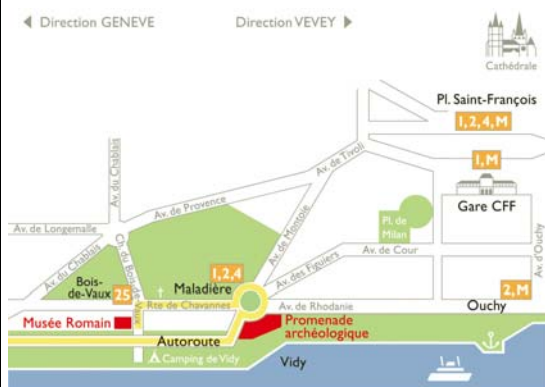 Direction GENEVE
Direction VEVEY
Cathédrale
Pl. Saint-François
1, 2, 4, M
1, M
Gare CFF
Av. du Chablais
Av. de Tivoli
Av. de Provence
Av. de Longemalle
Av. de Montoie
Pl. de
Milan
Av. de Cour
Av. d'Ouchy
Av. du Chablais
Ch. du Bois-de-Vaux
Bois-
de-Vaux
25
1, 2, 4
Maladière
Av. des Figuiers
2, M
Rte de Chavannes
Av. de Rhodanie
Ouchy
Musée Romain
Promenade
archéologique
Autoroute
Camping de Vidy
Vidy